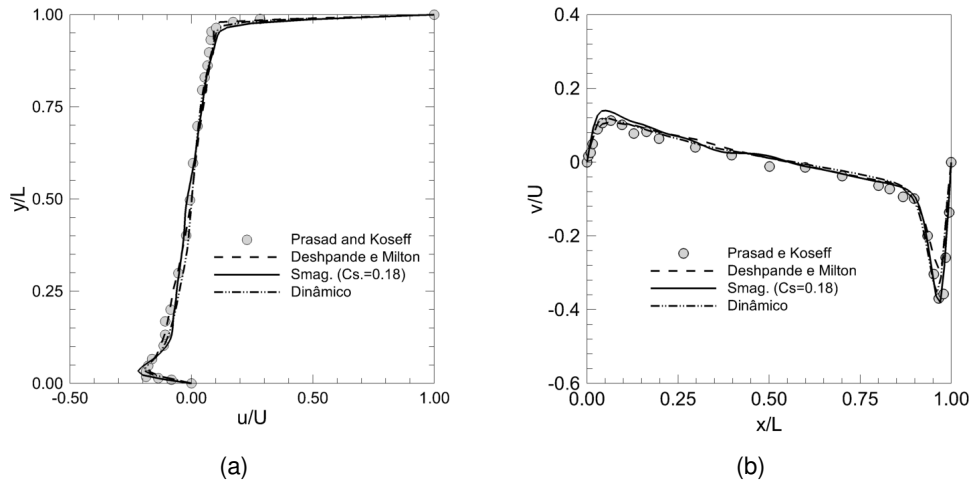 1.00
0.75
0.50
0.25
0.00
y/L
-0.50
0.00
0.50
1.00
u/U
Prasad and Koseff
Deshpande e Milton
Smag. (Cs.=0.18)
Dinâmico
(a)
0.4
0.2
0
-0.2
-0.4
-0.6
v/U
0.00
0.25
0.50
0.75
1.00
x/L
Prasad e Koseff
Deshpande e Milton
Smag. (Cs=0.18)
Dinâmico
(b)